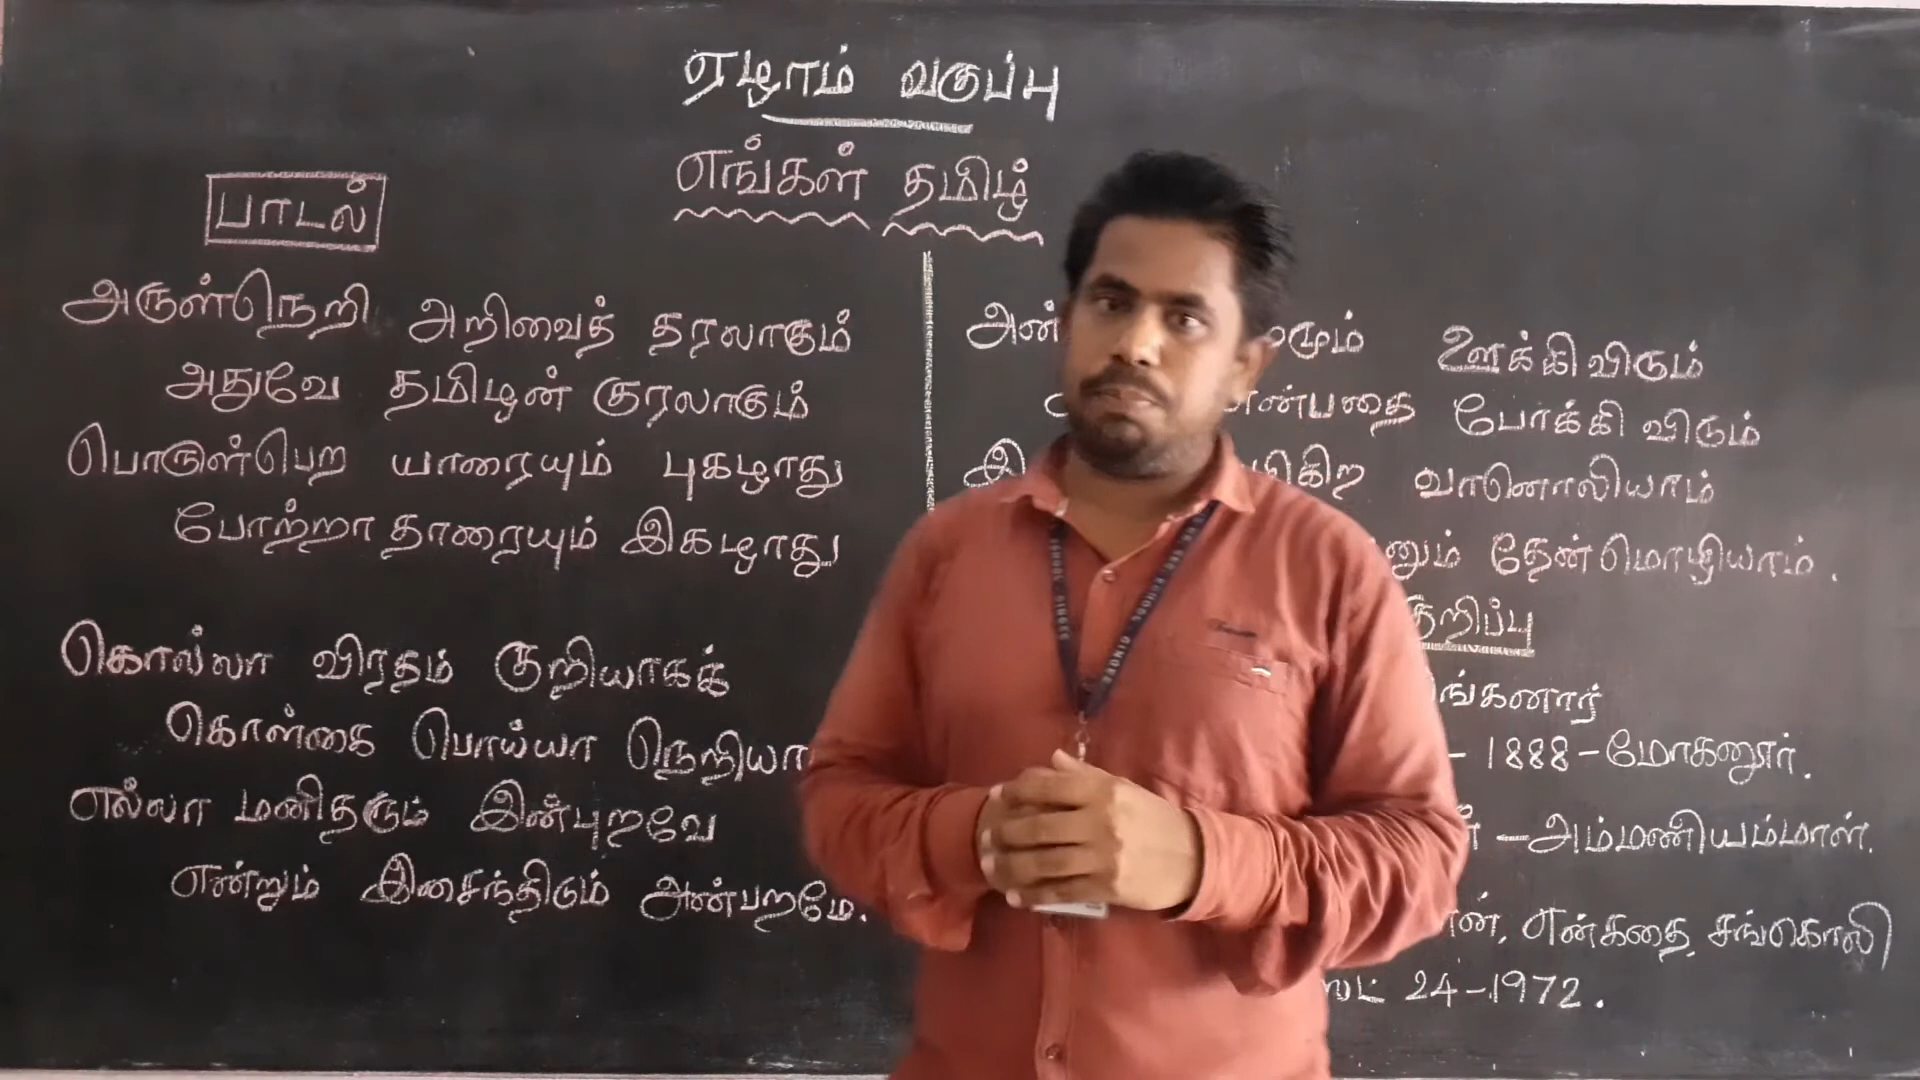 ஏழாம் வகுப்பு
எங்கள் தமிழ்
பாடல்
அருள்நெறி அறிவைத் தரலாகும்
அதுவே தமிழன் குரலாகும்
பொருள்பெற யாரையும் புகழாது
போற்றா தாரையும் இகழாது
கொல்லா விரதம் குறியாகக்
கொள்கை பொய்யா நெறியா
எல்லா மனிதரும் இன்புறவே
என்றும் இசைந்திடும் அன்பறமே.
ஊக்கிவிடும்
என்பதை போக்கி விடும்
வானொலியாம்
தேன்மொழியாம்.
குறிப்பு
- 1888 - மோகனூர்.
- அம்மணியம்மாள்.
என்கதை, சங்கொலி
24-1972.